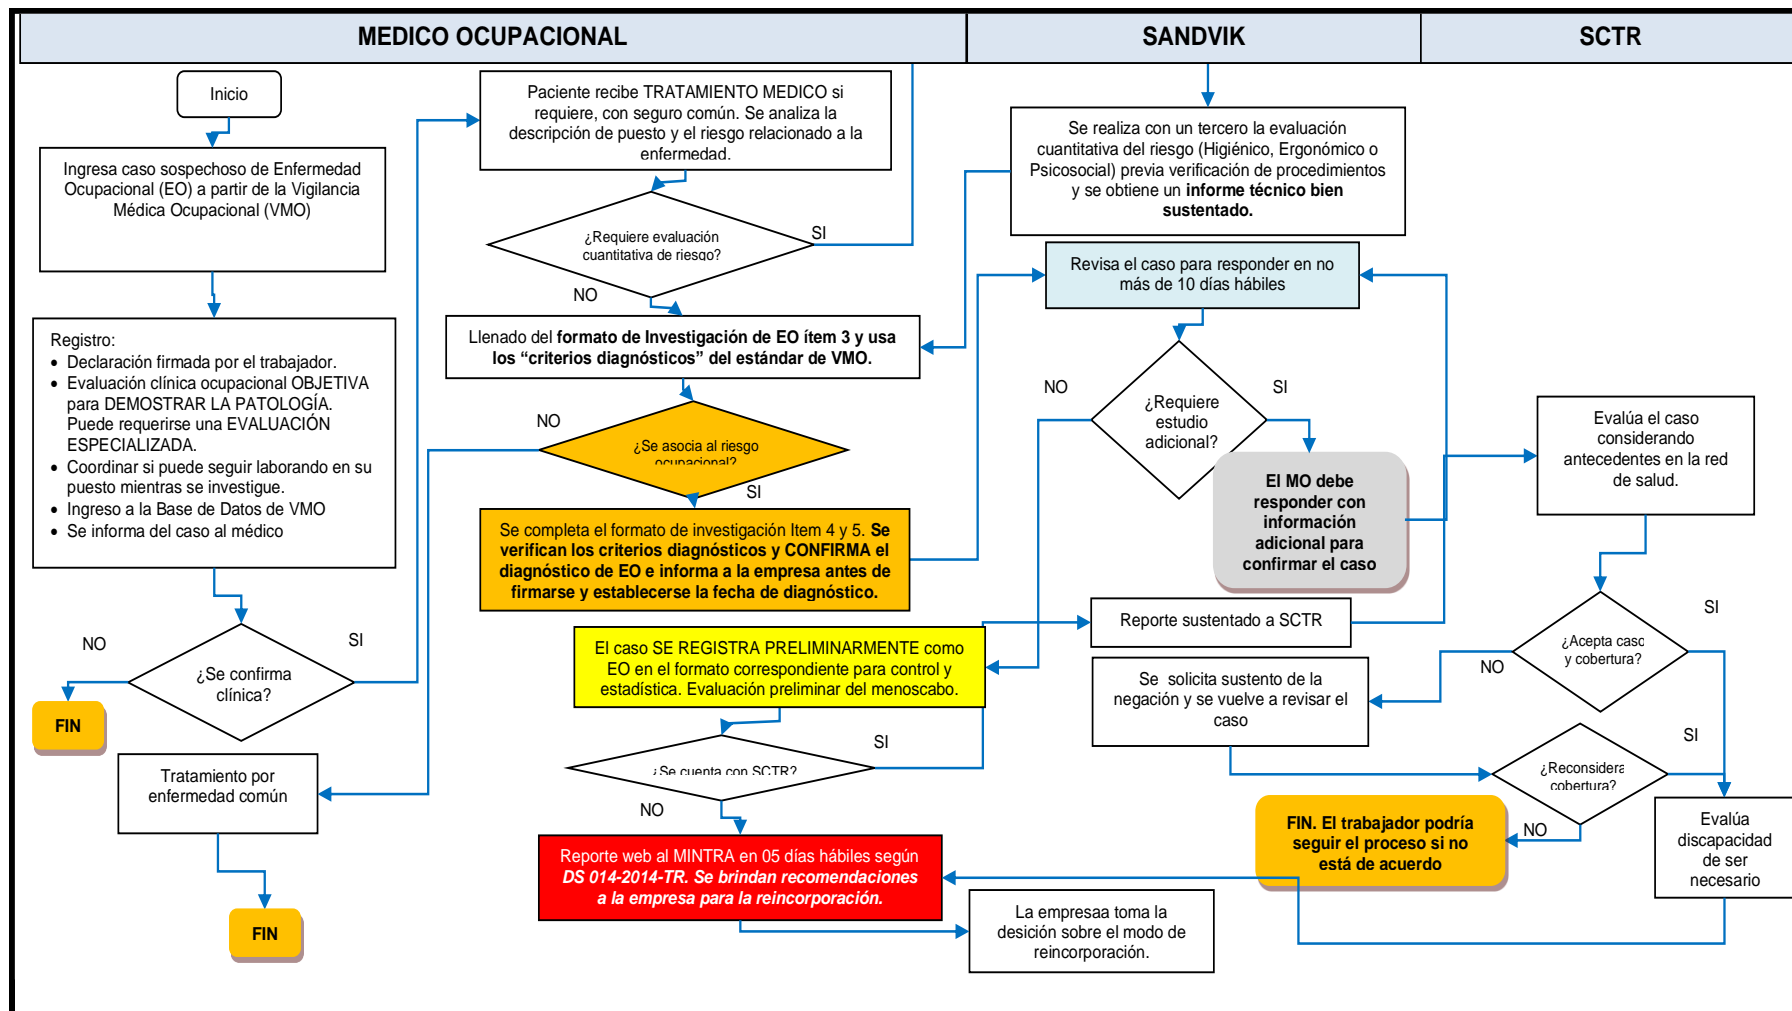 MEDICO OCUPACIONAL
SANDVIK
SCTR
Inicio
Ingresa caso sospechoso de Enfermedad
Ocupacional (EO) a partir de la Vigilancia
Médica Ocupacional (VMO)
Registro:
• Declaración firmada por el trabajador.
• Evaluación clínica ocupacional OBJETIVA
para DEMOSTRAR LA PATOLOGÍA.
Puede requerirse una EVALUACIÓN
ESPECIALIZADA.
• Coordinar si puede seguir laborando en su
puesto mientras se investigue.
• Ingreso a la Base de Datos de VMO
• Se informa del caso al médico
NO
SI
¿Se confirma
clínica?
FIN
Tratamiento por
enfermedad común
FIN
Paciente recibe TRATAMIENTO MEDICO si
requiere, con seguro común. Se analiza la
descripción de puesto y el riesgo relacionado a la
enfermedad.
¿Requiere evaluación
cuantitativa de riesgo?
SI
NO
Llenado del formato de Investigación de EO ítem 3 y usa
los “criterios diagnósticos” del estándar de VMO.
NO
¿Se asocia al riesgo
ocupacional?
SI
Se completa el formato de investigación Item 4 y 5. Se
verifican los criterios diagnósticos y CONFIRMA el
diagnóstico de EO e informa a la empresa antes de
firmarse y establecerse la fecha de diagnóstico.
El caso SE REGISTRA PRELIMINARMENTE como
EO en el formato correspondiente para control y
estadística. Evaluación preliminar del menoscabo.
SI
¿Se cuenta con SCTR?
NO
Reporte web al MINTRA en 05 días hábiles según
DS 014-2014-TR. Se brindan recomendaciones
a la empresa para la reincorporación.
Se realiza con un tercero la evaluación
cuantitativa del riesgo (Higiénico, Ergonómico o
Psicosocial) previa verificación de procedimientos
y se obtiene un informe técnico bien
sustentado.
Revisa el caso para responder en no
más de 10 días hábiles
NO
SI
¿Requiere
estudio
adicional?
El MO debe
responder con
información
adicional para
confirmar el caso
Reporte sustentado a SCTR
Se solicita sustento de la
negación y se vuelve a revisar el
caso
La empresaa toma la
desición sobre el modo de
reincorporación.
Evalúa el caso
considerando
antecedentes en la red
de salud.
SI
¿Acepta caso
y cobertura?
NO
SI
¿Reconsidera
cobertura?
NO
FIN. El trabajador podría
seguir el proceso si no
está de acuerdo
Evalúa
discapacidad
de ser
necesario